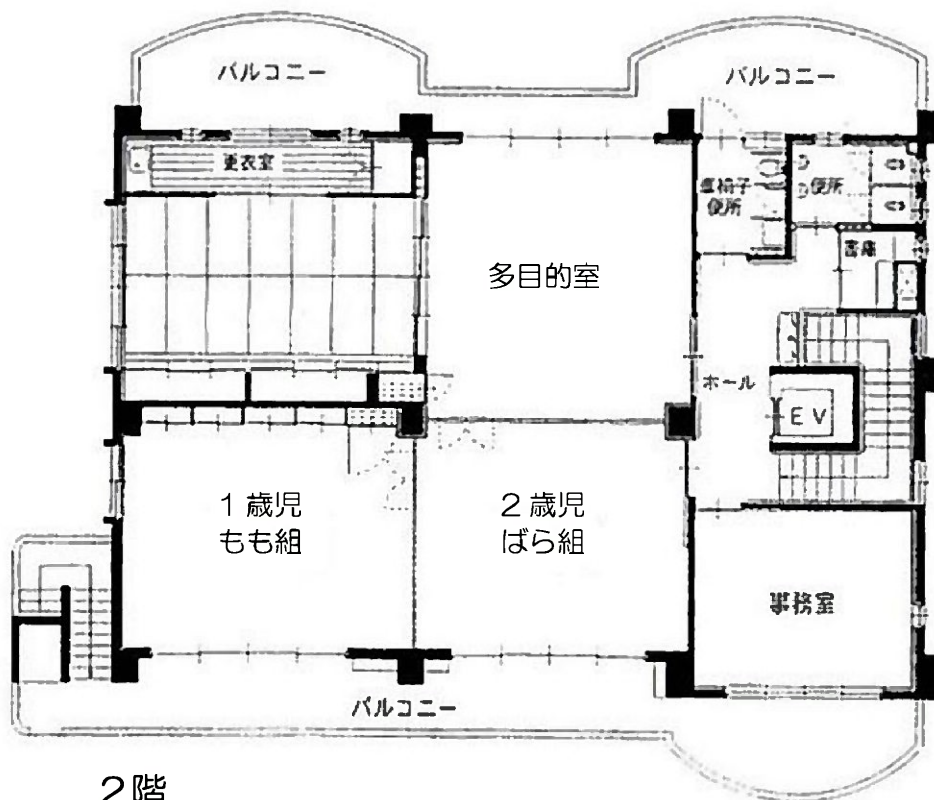 バルコニー
バルコニー
更衣室
車椅子
便所
便所
書庫
多目的室
ホール
EV
1歳児
もも組
2歳児
ばら組
事務室
バルコニー
2階